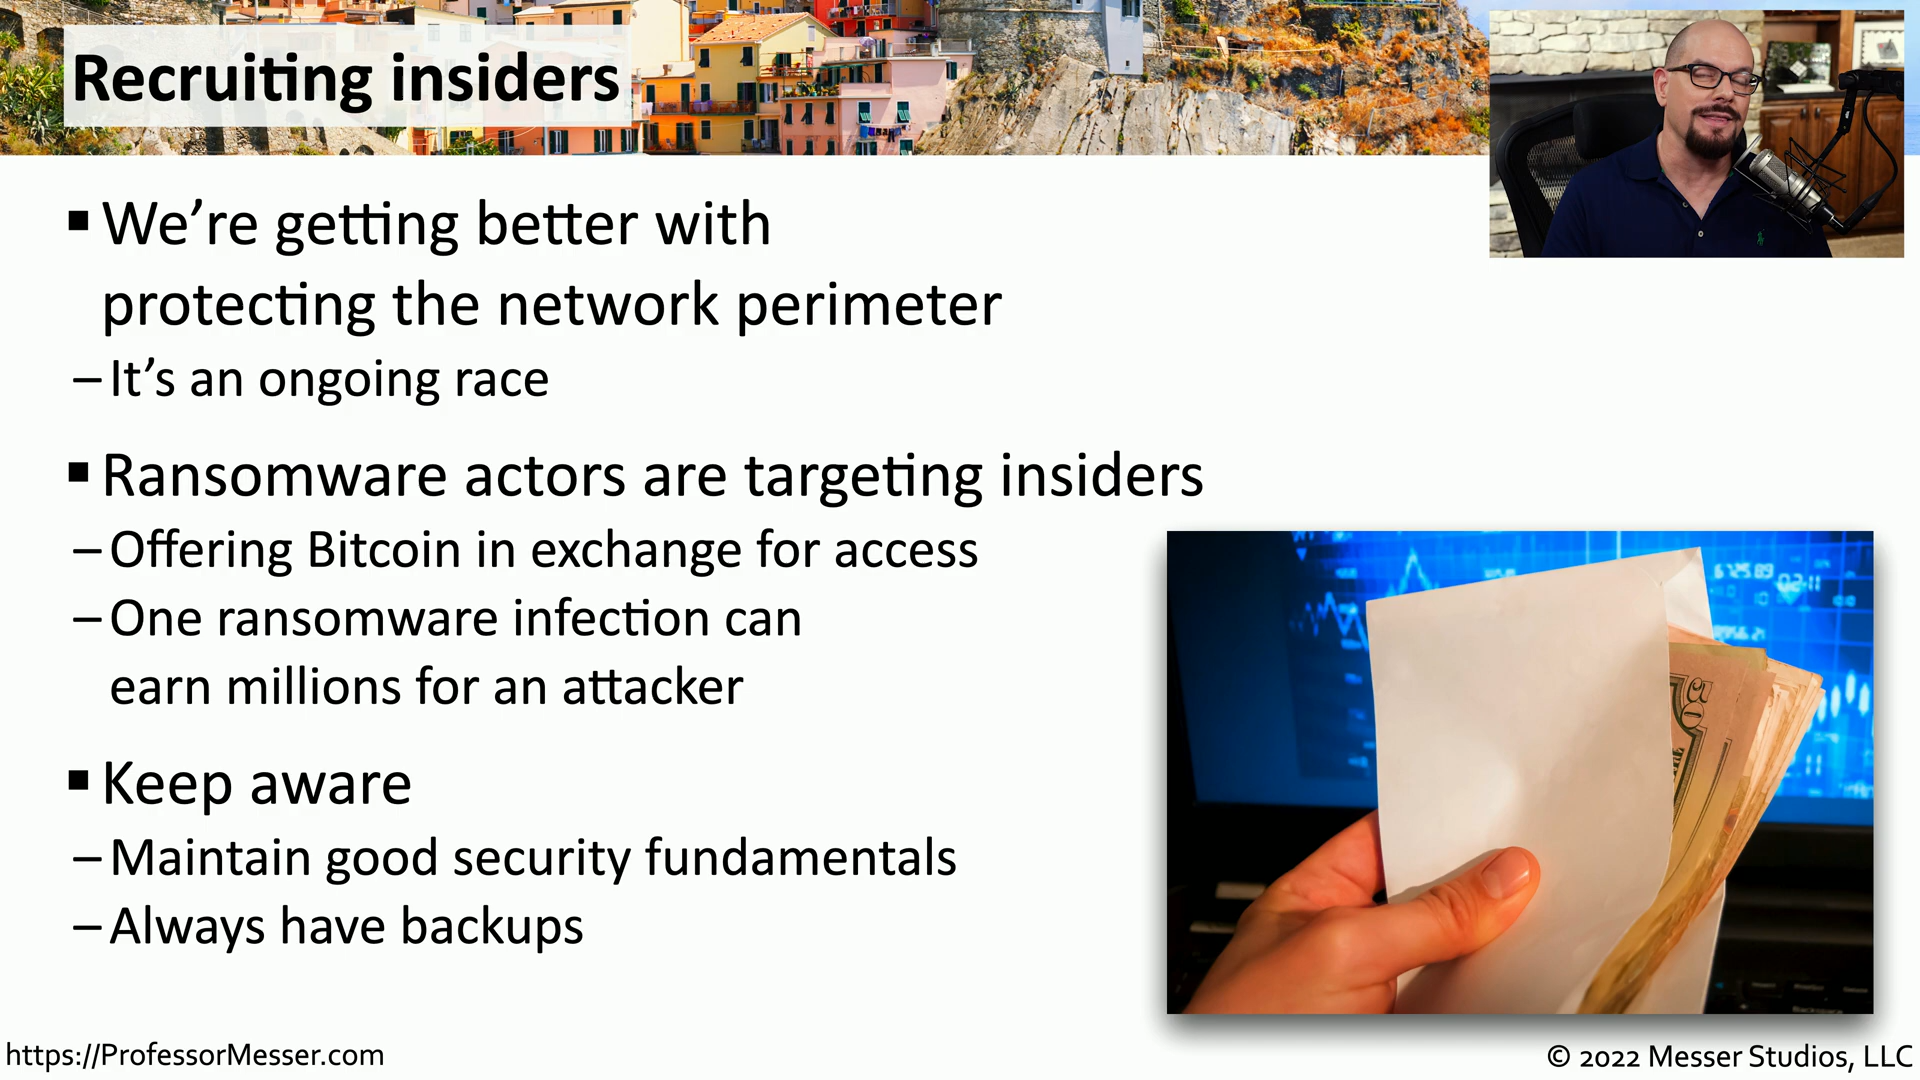 Recruiting insiders
▪ We’re getting better with
protecting the network perimeter
– It’s an ongoing race
▪ Ransomware actors are targeting insiders
– Offering Bitcoin in exchange for access
– One ransomware infection can
earn millions for an attacker
▪ Keep aware
– Maintain good security fundamentals
– Always have backups
https://ProfessorMesser.com
© 2022 Messer Studios, LLC